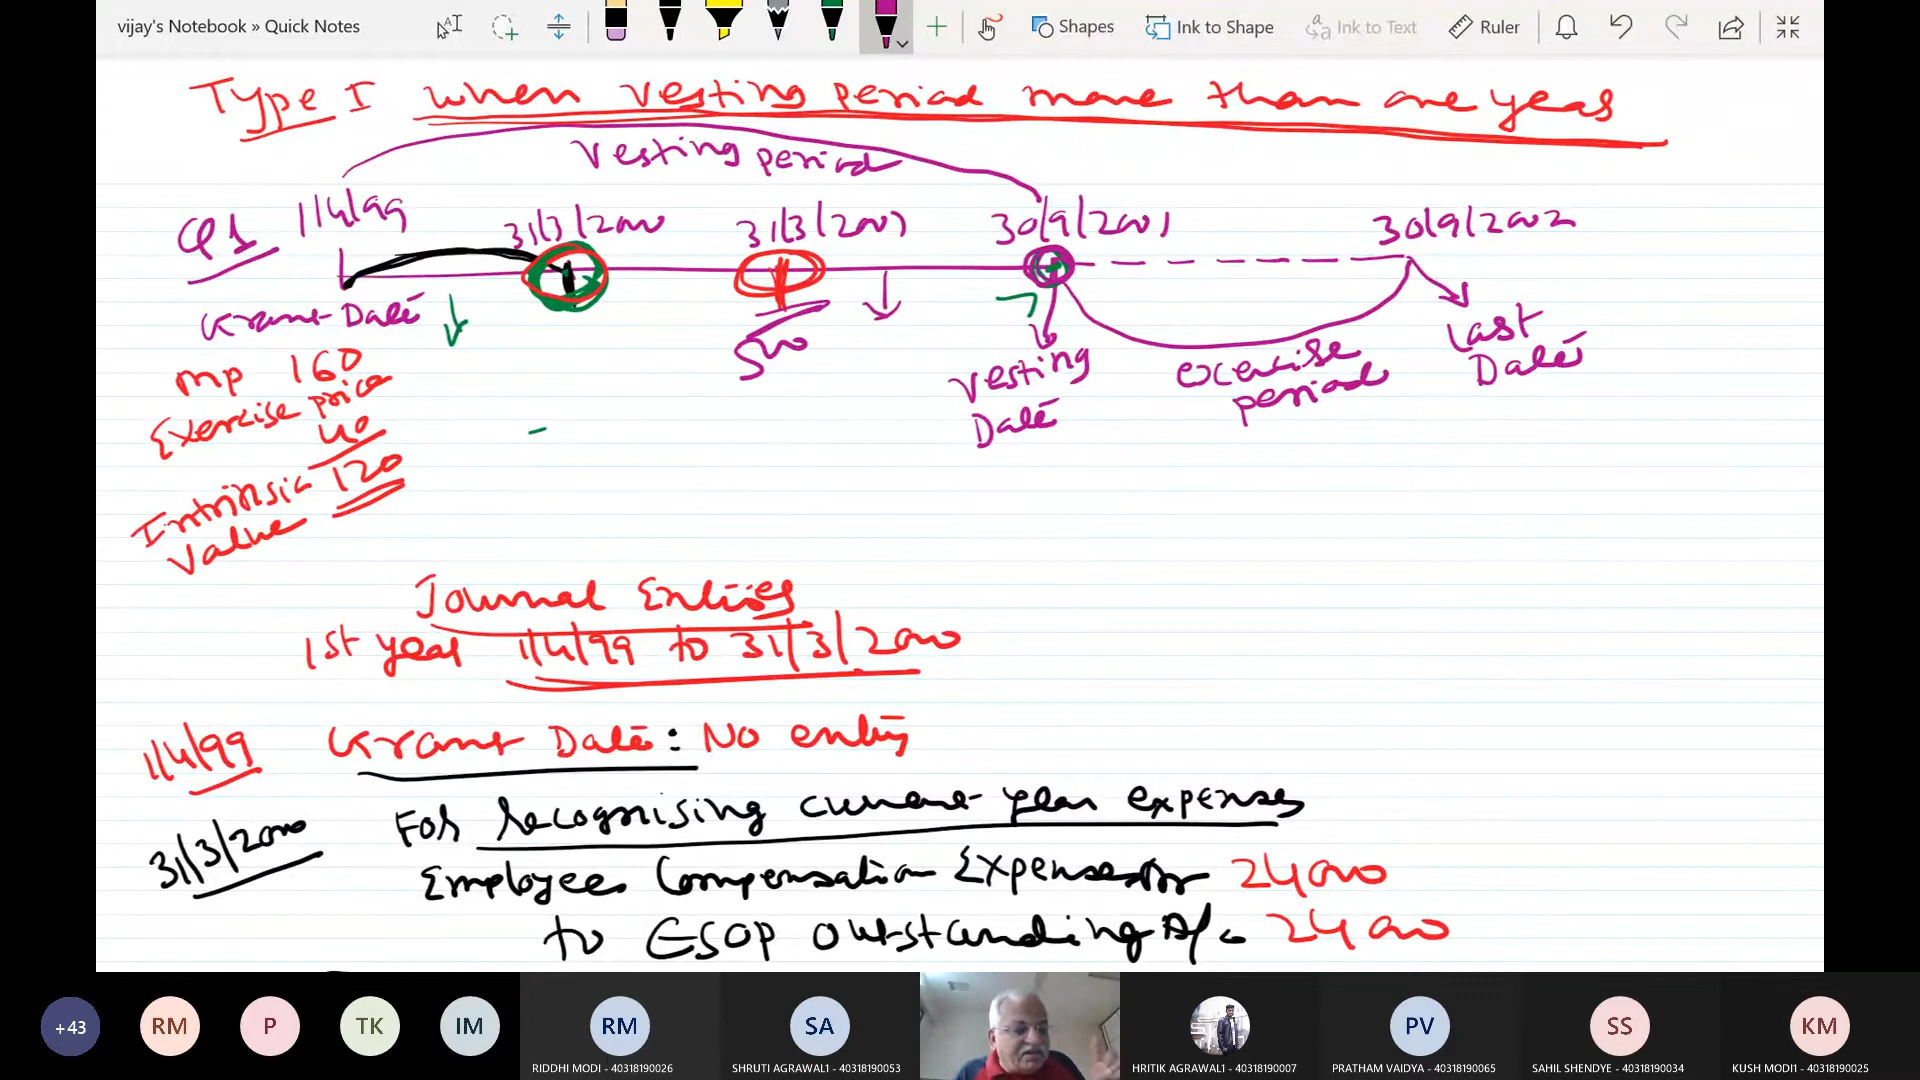 vijay's Notebook » Quick Notes
Shapes
Ink to Shape
Ink to Text
Ruler
Type I when vesting period more than one year
Vesting period
Q1
1/4/99
31/3/2000
31/3/2001
30/9/2001
30/9/2002
Grant Date
500
Vesting
Date
exercise
period
Last
Date
MP 160
Exercise price
40
Intrinsic 120
Value
Journal Entries
1st year 1/4/99 to 31/3/2000
1/4/99 Grant Date : No entry
31/3/2000 For recognising current year expenses
Employees Compensation Expenses Dr 24000
to ESOP Outstanding A/c 24000
+43
RM
P
TK
IM
RM
SA
PV
SS
KM
RIDDHI MODI - 40318190026
SHRUTI AGRAWAL1 - 40318190053
HRITIK AGRAWAL1 - 40318190007
PRATHAM VAIDYA - 40318190065
SAHIL SHENDYE - 40318190034
KUSH MODI1 - 40318190025